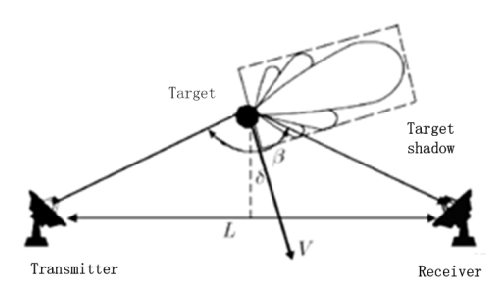 Target
Target
shadow
β
δ
L
V
Transmitter
Receiver